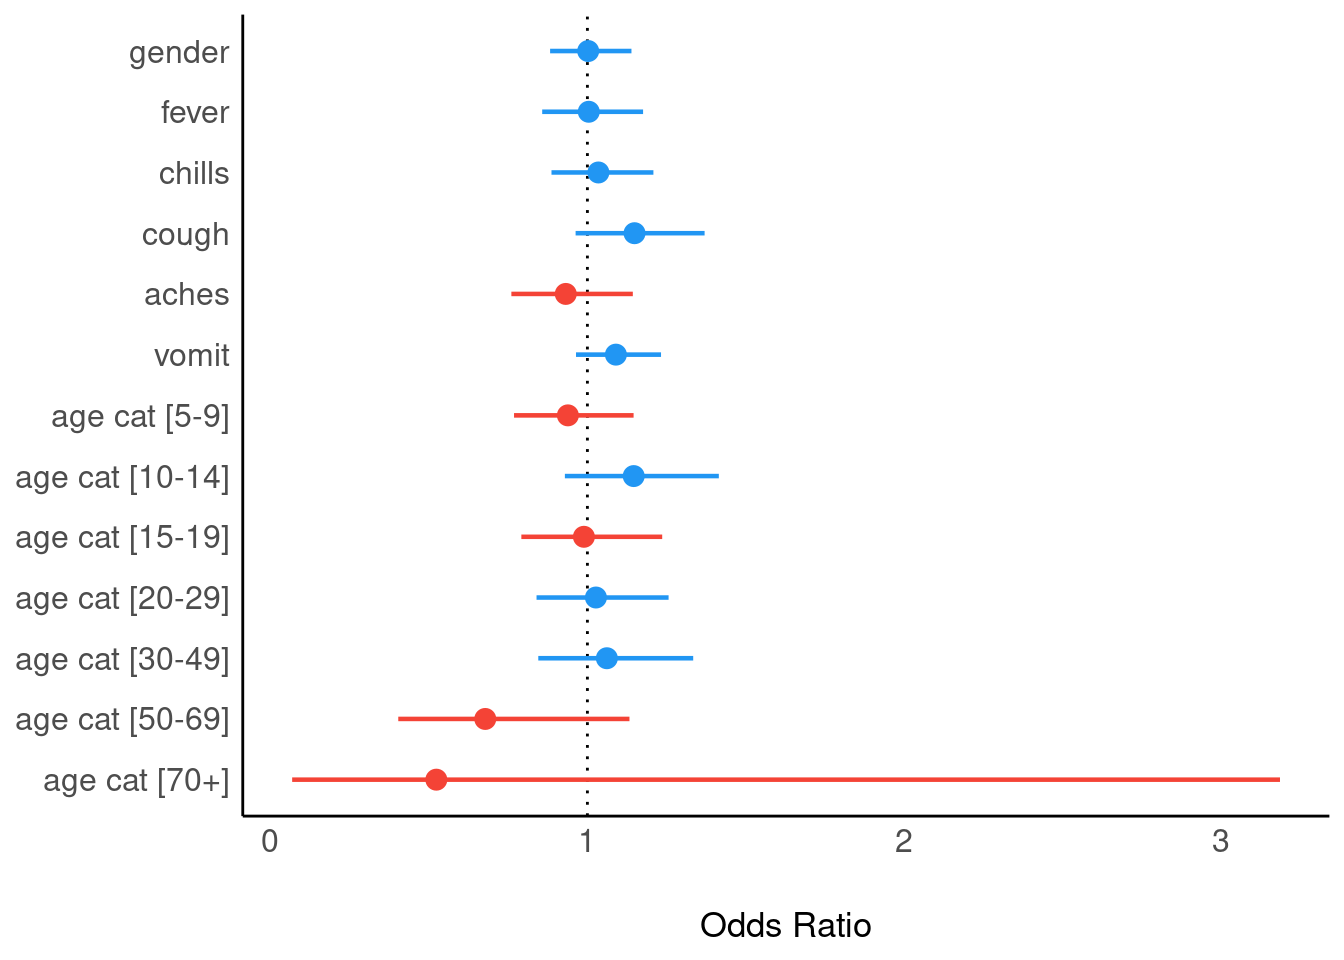 gender
fever
chills
cough
aches
vomit
age cat [5-9]
age cat [10-14]
age cat [15-19]
age cat [20-29]
age cat [30-49]
age cat [50-69]
age cat [70+]
0 1 2 3
Odds Ratio